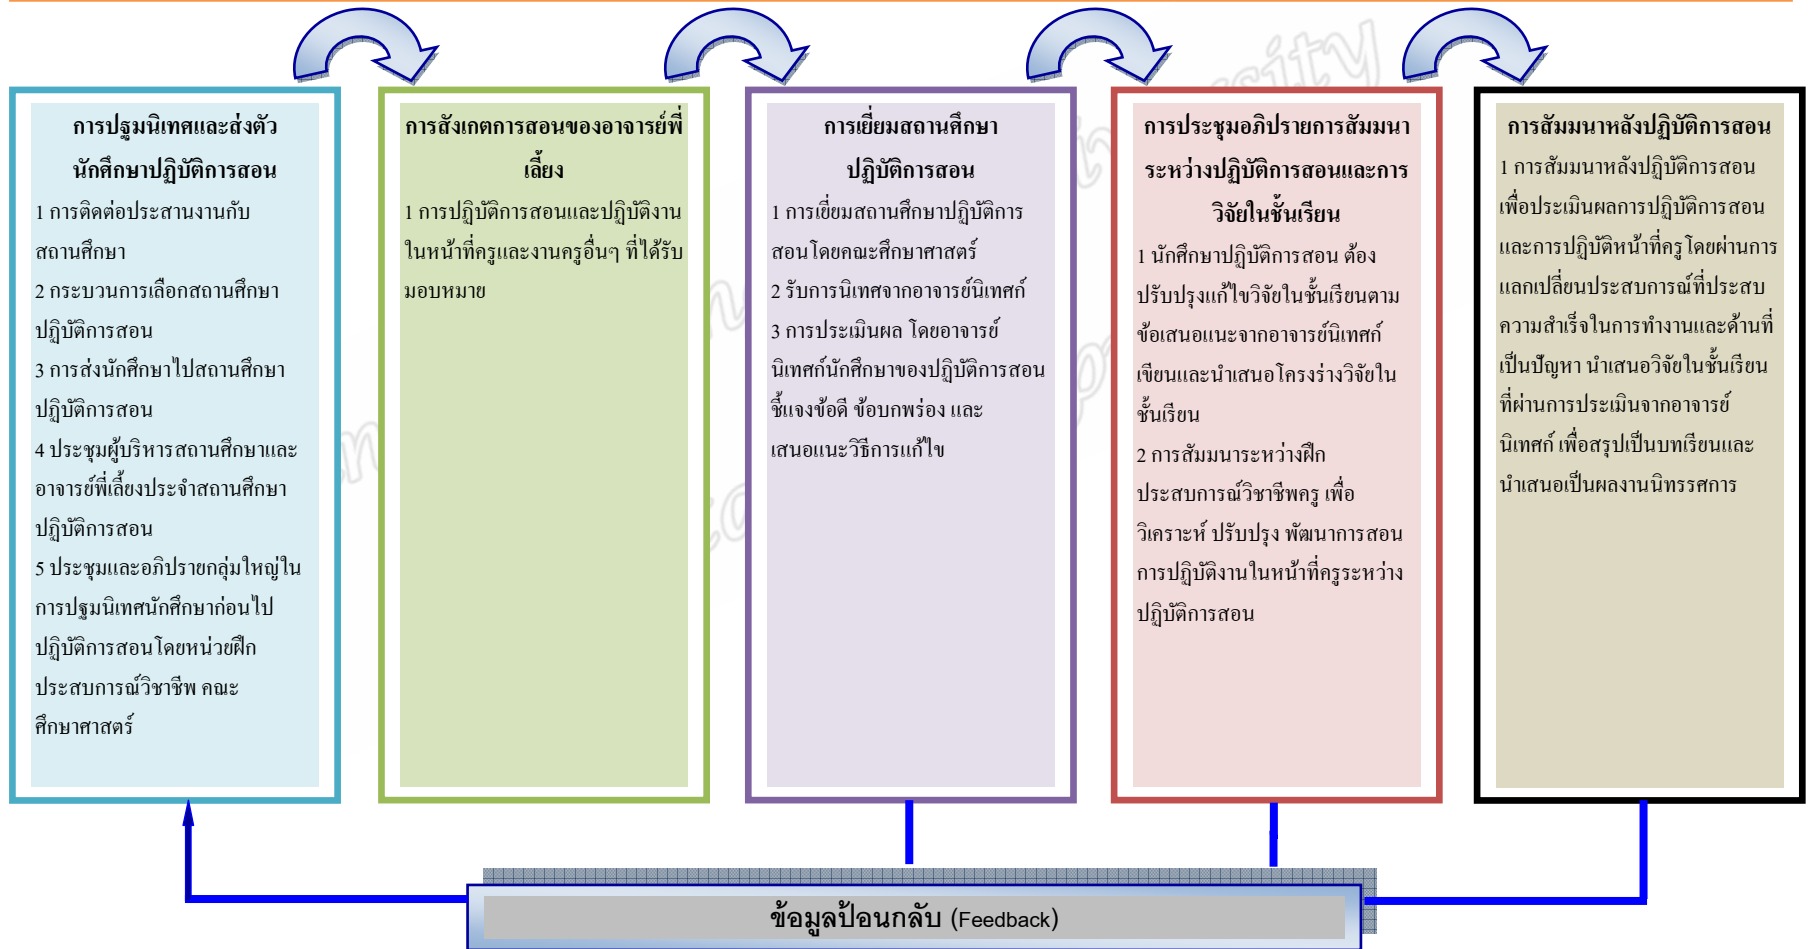 การปฐมนิเทศและส่งตัว
นักศึกษาปฏิบัติการสอน
1 การติดต่อประสานงานกับ
สถานศึกษา
2 กระบวนการเลือกสถานศึกษา
ปฏิบัติการสอน
3 การส่งนักศึกษาไปสถานศึกษา
ปฏิบัติการสอน
4 ประชุมผู้บริหารสถานศึกษาและ
อาจารย์พี่เลี้ยงประจำสถานศึกษา
ปฏิบัติการสอน
5 ประชุมและอภิปรายกลุ่มใหญ่ใน
การปฐมนิเทศนักศึกษาก่อนไป
ปฏิบัติการสอนโดยหน่วยฝึก
ประสบการณ์วิชาชีพ คณะ
ศึกษาศาสตร์
การสังเกตการสอนของอาจารย์พี่
เลี้ยง
1 การปฏิบัติการสอนและปฏิบัติงาน
ในหน้าที่ครูและงานครูอื่นๆ ที่ได้รับ
มอบหมาย
การเยี่ยมสถานศึกษา
ปฏิบัติการสอน
1 การเยี่ยมสถานศึกษาปฏิบัติการ
สอนโดยคณะศึกษาศาสตร์
2 รับการนิเทศจากอาจารย์นิเทศก์
3 การประเมินผล โดยอาจารย์
นิเทศก์นักศึกษาของปฏิบัติการสอน
ชี้แจงข้อดี ข้อบกพร่อง และ
เสนอแนะวิธีการแก้ไข
การประชุมอภิปรายการสัมมนา
ระหว่างปฏิบัติการสอนและการ
วิจัยในชั้นเรียน
1 นักศึกษาปฏิบัติการสอน ต้อง
ปรับปรุงแก้ไขวิจัยในชั้นเรียนตาม
ข้อเสนอแนะจากอาจารย์นิเทศก์
เขียนและนำเสนอโครงร่างวิจัยใน
ชั้นเรียน
2 การสัมมนาระหว่างฝึก
ประสบการณ์วิชาชีพครู เพื่อ
วิเคราะห์ ปรับปรุง พัฒนาการสอน
การปฏิบัติงานในหน้าที่ครูระหว่าง
ปฏิบัติการสอน
การสัมมนาหลังปฏิบัติการสอน
1 การสัมมนาหลังปฏิบัติการสอน
เพื่อประเมินผลการปฏิบัติการสอน
และการปฏิบัติหน้าที่ครูโดยผ่านการ
แลกเปลี่ยนประสบการณ์ที่ประสบ
ความสำเร็จในการทำงานและด้านที่
เป็นปัญหา นำเสนอวิจัยในชั้นเรียน
ที่ผ่านการประเมินจากอาจารย์
นิเทศก์ เพื่อสรุปเป็นบทเรียนและ
นำเสนอเป็นผลงานนิทรรศการ
ข้อมูลป้อนกลับ (Feedback)